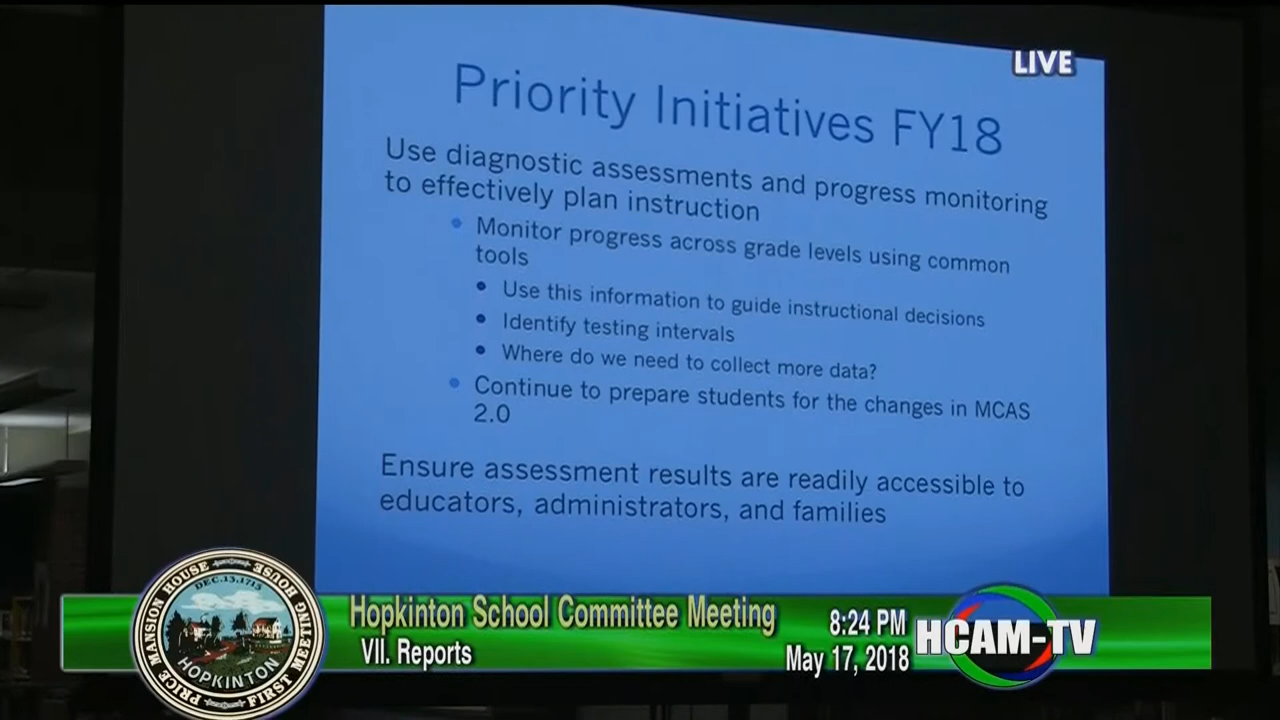 LIVE
Priority Initiatives FY18
Use diagnostic assessments and progress monitoring
to effectively plan instruction
Monitor progress across grade levels using common
tools
Use this information to guide instructional decisions
Identify testing intervals
Where do we need to collect more data?
Continue to prepare students for the changes in MCAS
2.0
Ensure assessment results are readily accessible to
educators, administrators, and families
PRICE MANSION HOUSE
HOUSE FIRST MEETING
DEC.13,1715
HOPKINTON
Hopkinton School Committee Meeting
VII. Reports
8:24 PM
May 17, 2018
HCAM-TV